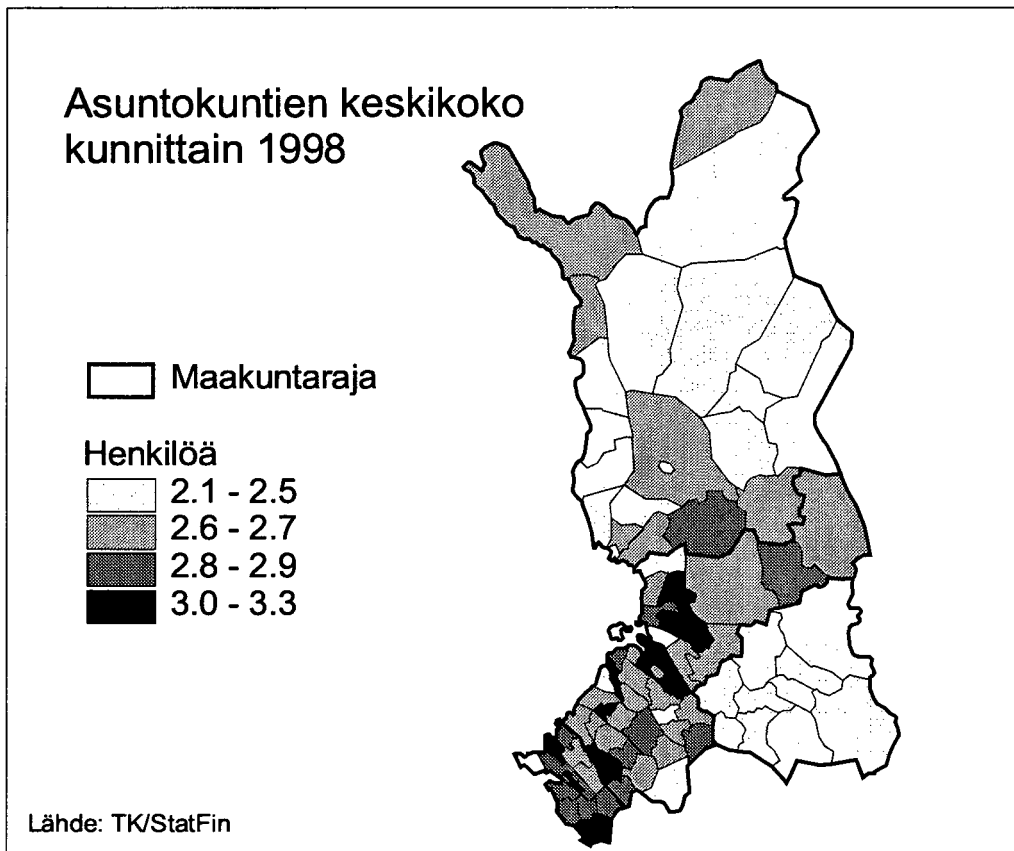 Asuntokuntien keskikoko
kunnittain 1998
Maakuntaraja
Henkilöä
2.1 - 2.5
2.6 - 2.7
2.8 - 2.9
3.0 - 3.3
Lähde: TK/StatFin